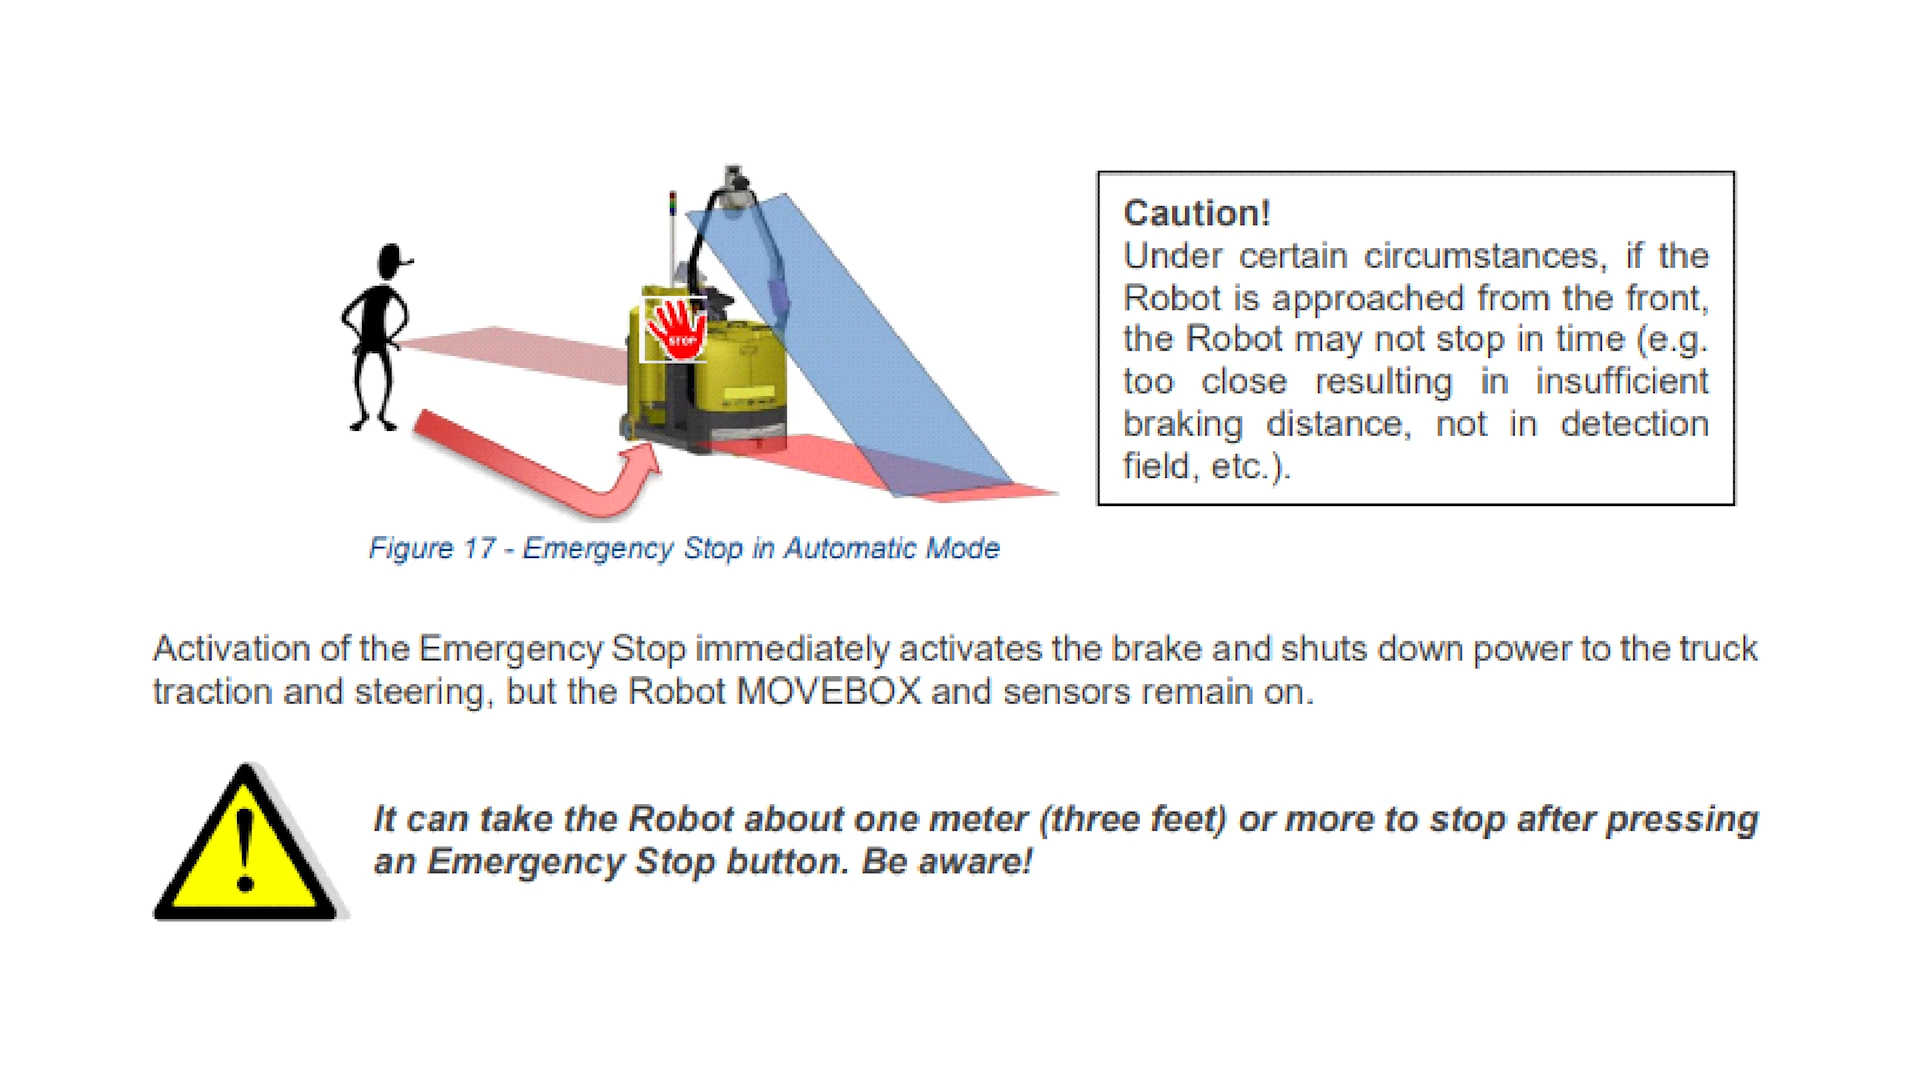 STOP
Caution!
Under certain circumstances, if the
Robot is approached from the front,
the Robot may not stop in time (e.g.
too close resulting in insufficient
braking distance, not in detection
field, etc.).
Figure 17 - Emergency Stop in Automatic Mode
Activation of the Emergency Stop immediately activates the brake and shuts down power to the truck
traction and steering, but the Robot MOVEBOX and sensors remain on.
It can take the Robot about one meter (three feet) or more to stop after pressing
an Emergency Stop button. Be aware!